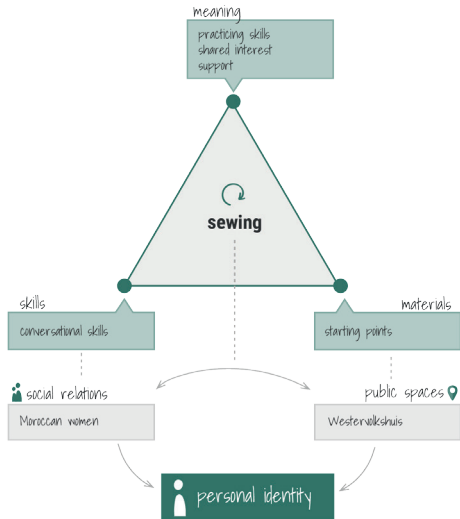 meaning
practicing skills
shared interest
support
sewing
skills
conversational skills
materials
starting points
social relations
Moroccan women
public spaces
Westervolkshuis
personal identity